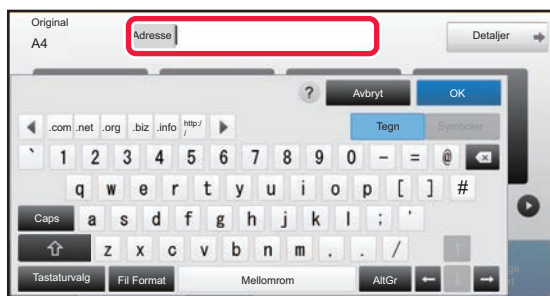 Original
A4
Adresse
Detaljer
?
Avbryt
OK
.com .net .org .biz .info http://
Tegn
Symboler
` 1 2 3 4 5 6 7 8 9 0 - = @
q w e r t y u i o p [ ] #
Caps a s d f g h j k l ; '
z x c v b n m , . /
Tastaturvalg Fil Format Mellomrom AltGr